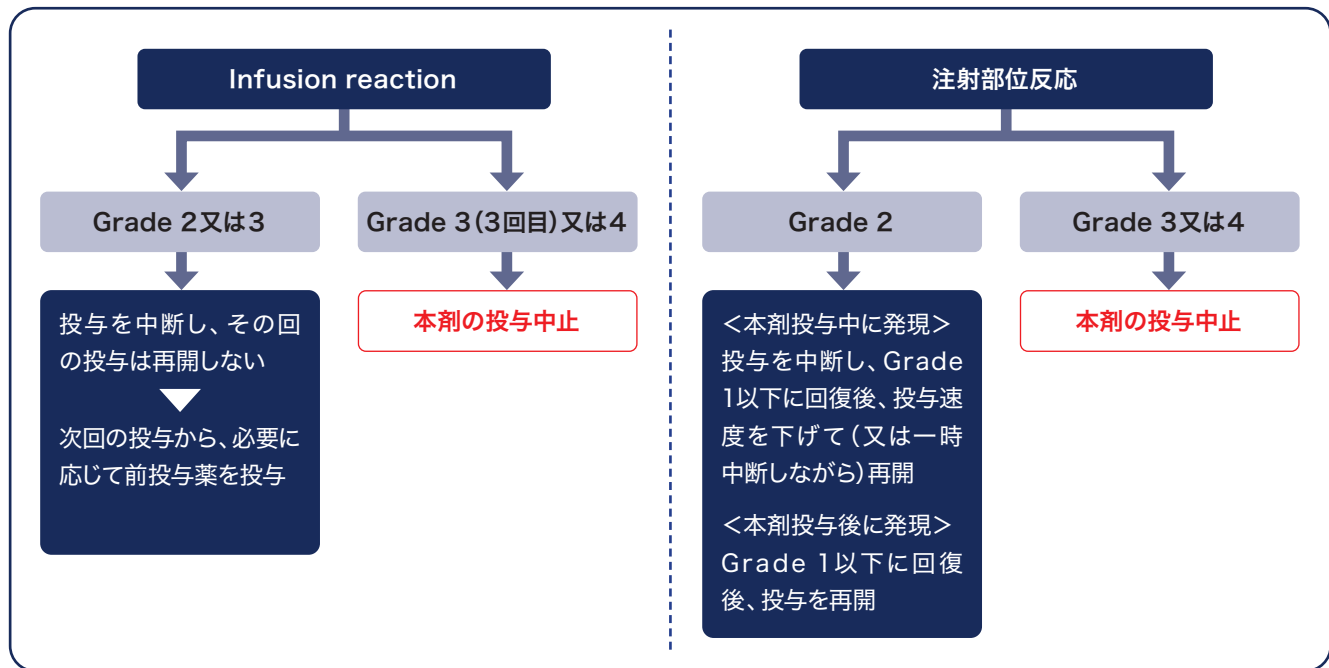 Infusion reaction
Grade 2又は3
Grade 3(3回目)又は4
投与を中断し、その回
の投与は再開しない
次回の投与から、必要に
応じて前投与薬を投与
本剤の投与中止
注射部位反応
Grade 2
Grade 3又は4
<本剤投与中に発現>
投与を中断し、Grade
1以下に回復後、投与速
度を下げて(又は一時
中断しながら)再開
<本剤投与後に発現>
Grade 1以下に回復
後、投与を再開
本剤の投与中止